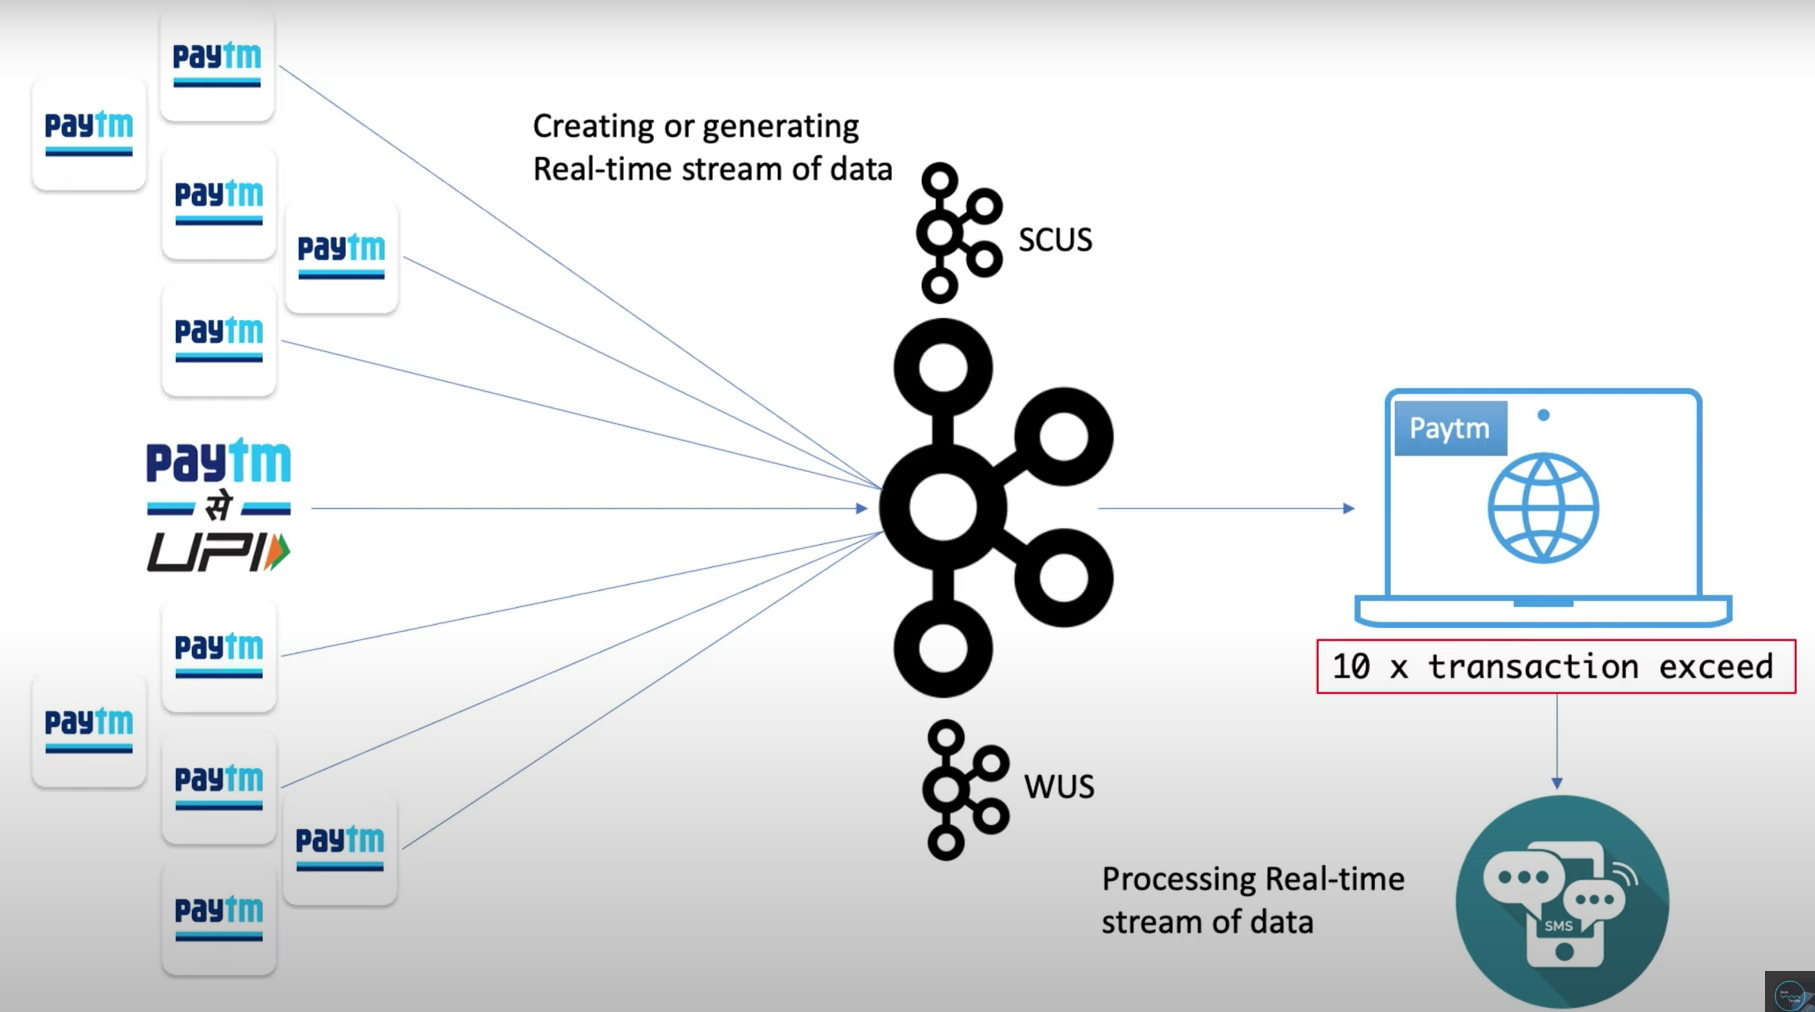 paytm
paytm
paytm
paytm
paytm
Creating or generating
Real-time stream of data
SCUS
paytm
से
UPI
Paytm
10 x transaction exceed
paytm
paytm
paytm
paytm
paytm
WUS
Processing Real-time
stream of data
SMS